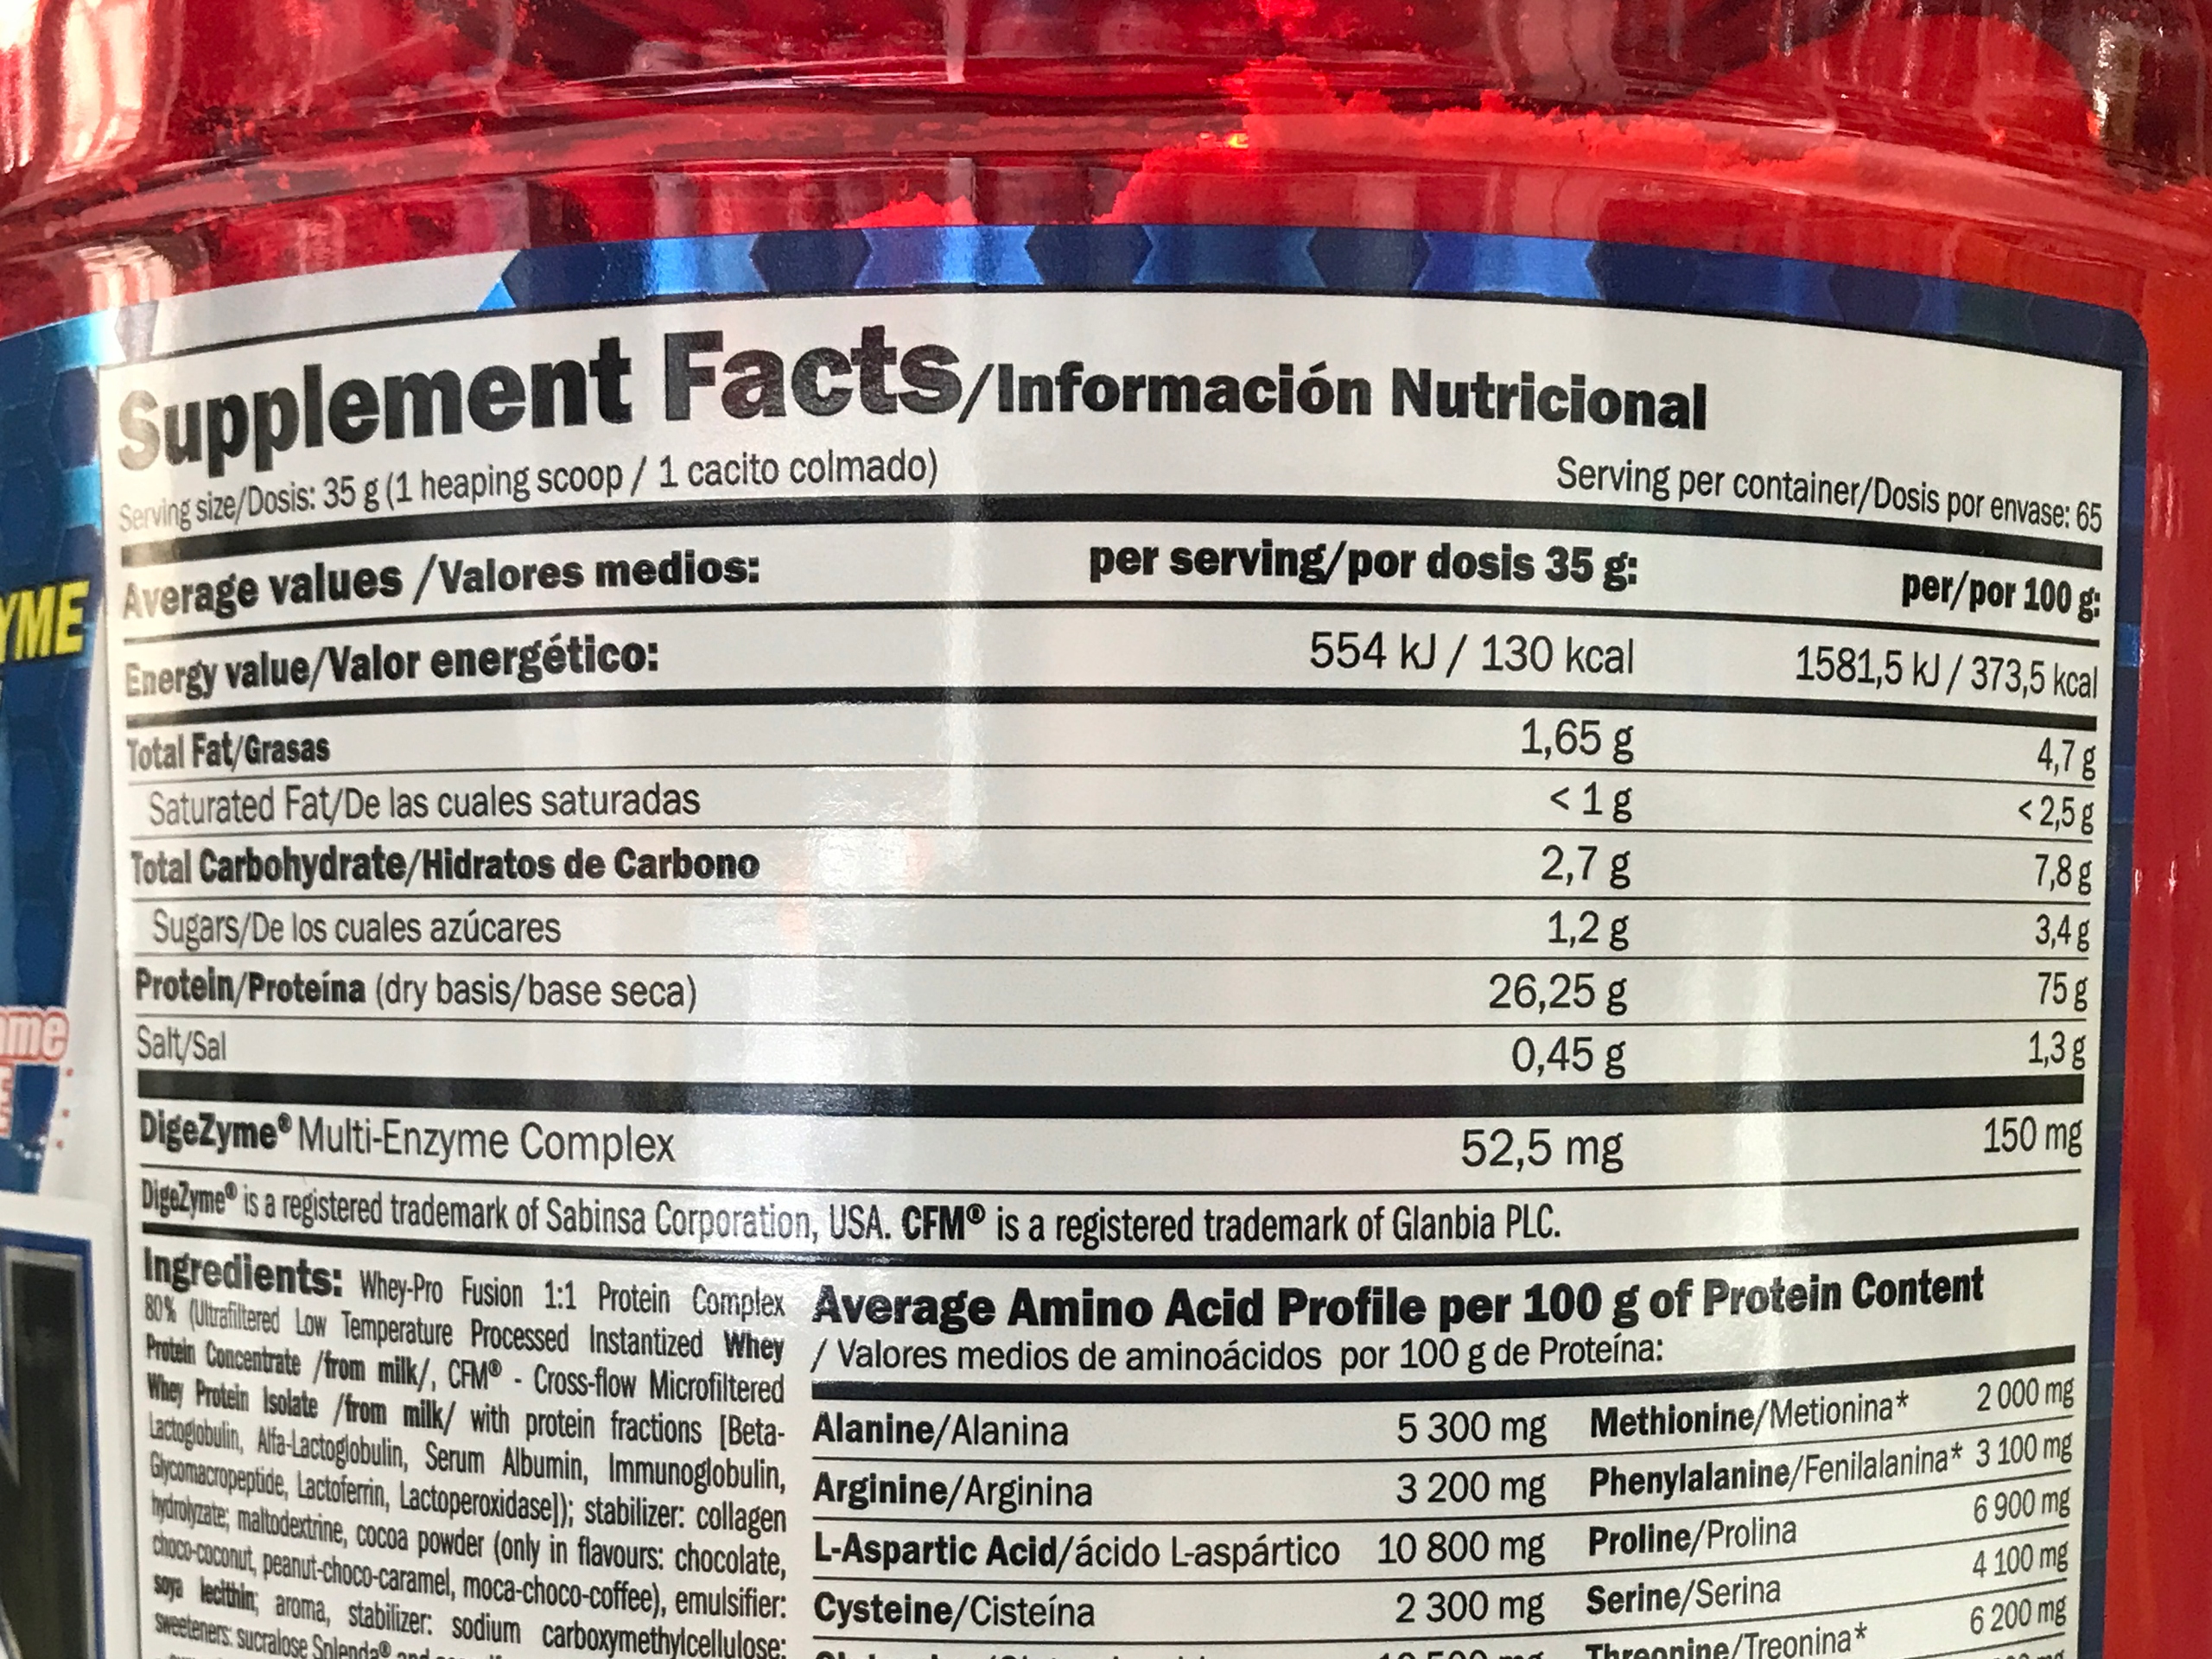 Supplement Facts/Información Nutricional
Serving size/Dosis: 35 g (1 heaping scoop / 1 cacito colmado)
Serving per container/Dosis por envase: 65
Average values /Valores medios: per serving/por dosis 35 g: per/por 100 g:
Energy value/Valor energético: 554 kJ / 130 kcal 1581,5 kJ / 373,5 kcal
Total Fat/Grasas 1,65 g 4,7 g
Saturated Fat/De las cuales saturadas < 1 g < 2,5 g
Total Carbohydrate/Hidratos de Carbono 2,7 g 7,8 g
Sugars/De los cuales azúcares 1,2 g 3,4 g
Protein/Proteína (dry basis/base seca) 26,25 g 75 g
Salt/Sal 0,45 g 1,3 g
DigeZyme® Multi-Enzyme Complex 52,5 mg 150 mg
DigeZyme® is a registered trademark of Sabinsa Corporation, USA. CFM® is a registered trademark of Glanbia PLC.
Ingredients: Whey-Pro Fusion 1:1 Protein Complex
80% (Ultrafiltered Low Temperature Processed Instantized Whey
Protein Concentrate /from milk/, CFM® - Cross-flow Microfiltered
Whey Protein Isolate /from milk/ with protein fractions [Beta-
Lactoglobulin, Alfa-Lactoglobulin, Serum Albumin, Immunoglobulin,
Glycomacropeptide, Lactoferrin, Lactoperoxidase]); stabilizer: collagen
hydrolyzate; maltodextrine, cocoa powder (only in flavours: chocolate,
choco-coconut, peanut-choco-caramel, moca-choco-coffee), emulsifier:
soya lecithin; aroma, stabilizer: sodium carboxymethylcellulose;
sweeteners: sucralose Splenda® and
Average Amino Acid Profile per 100 g of Protein Content
/ Valores medios de aminoácidos por 100 g de Proteína:
Alanine/Alanina 5 300 mg
Arginine/Arginina 3 200 mg
L-Aspartic Acid/ácido L-aspártico 10 800 mg
Cysteine/Cisteína 2 300 mg
Methionine/Metionina* 2 000 mg
Phenylalanine/Fenilalanina* 3 100 mg
Proline/Prolina 6 900 mg
Serine/Serina 4 100 mg
Threonine/Treonina* 6 200 mg
YME